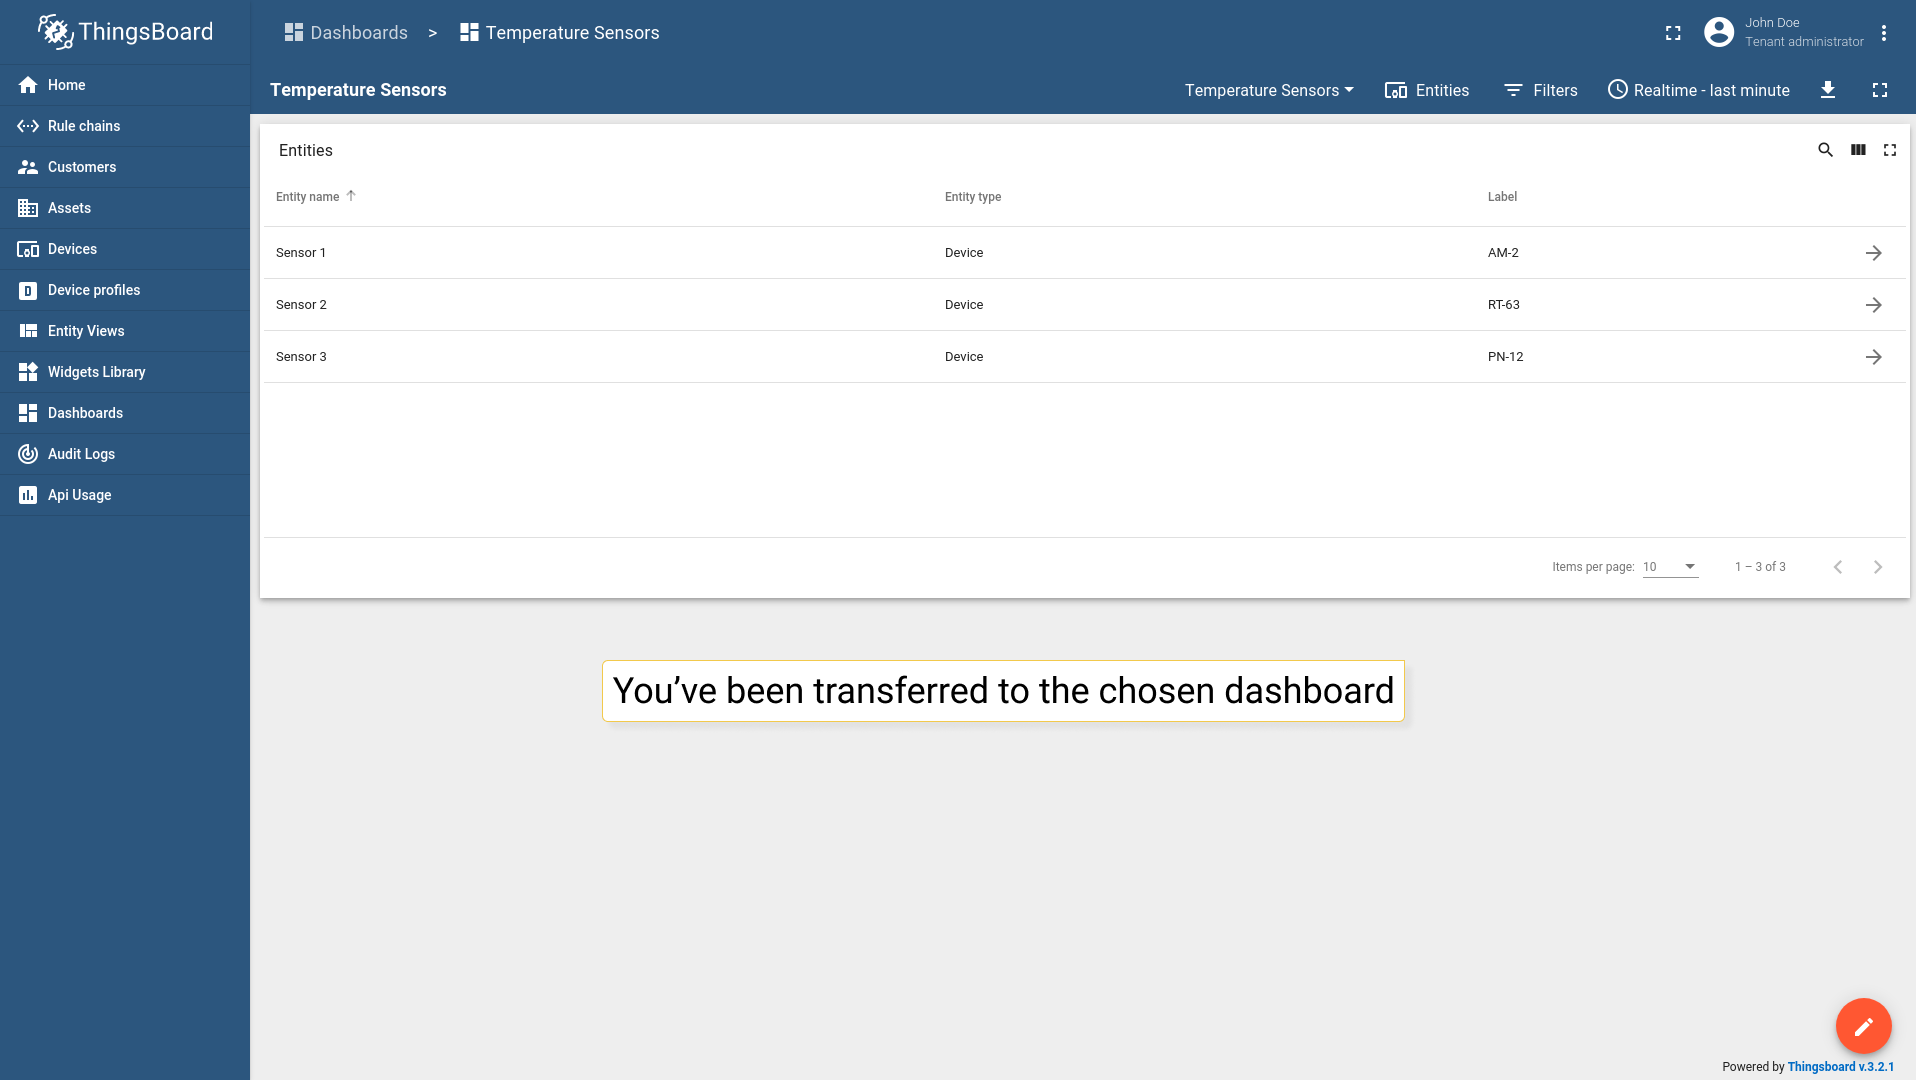 ThingsBoard
Dashboards > Temperature Sensors
John Doe
Tenant administrator
Home
Rule chains
Customers
Assets
Devices
Device profiles
Entity Views
Widgets Library
Dashboards
Audit Logs
Api Usage
Temperature Sensors
Temperature Sensors Entities Filters Realtime - last minute
Entities
Entity name Entity type Label
Sensor 1 Device AM-2
Sensor 2 Device RT-63
Sensor 3 Device PN-12
Items per page: 10 1 – 3 of 3
You’ve been transferred to the chosen dashboard
Powered by Thingsboard v.3.2.1